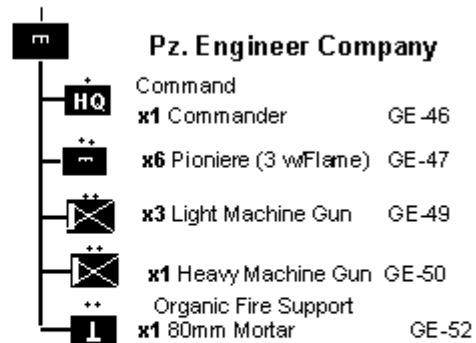 Pz. Engineer Company
Command
HQ x1 Commander GE-46
x6 Pioniere (3 w/Flame) GE-47
x3 Light Machine Gun GE-49
x1 Heavy Machine Gun GE-50
Organic Fire Support
x1 80mm Mortar GE-52